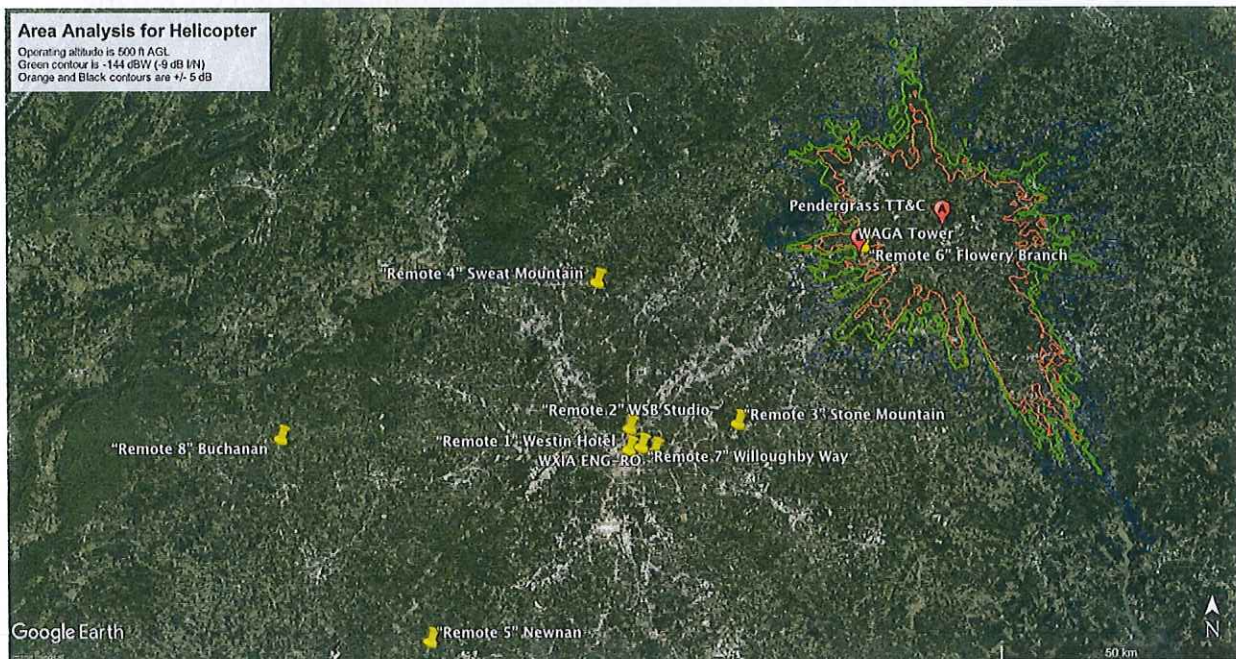 Area Analysis for Helicopter
Operating altitude is 500 ft AGL
Green contour is -144 dBW (-9 dB I/N)
Orange and Black contours are +/- 5 dB
Pendergrass TT&C
WAGA Tower
"Remote 6" Flowery Branch
"Remote 4" Sweat Mountain
"Remote 2" WSB Studio
"Remote 3" Stone Mountain
"Remote 8" Buchanan
"Remote 1" Westin Hotel
"Remote 7" Willoughby Way
WXIA ENG-RO
"Remote 5" Newnan
Google Earth
N
50 km